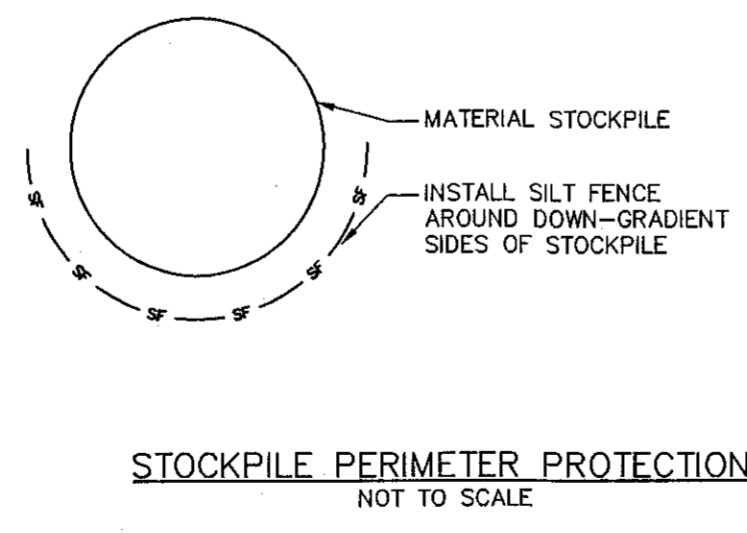 MATERIAL STOCKPILE
INSTALL SILT FENCE
AROUND DOWN-GRADIENT
SIDES OF STOCKPILE
SF
SF
SF
SF
SF
SF
STOCKPILE PERIMETER PROTECTION
NOT TO SCALE